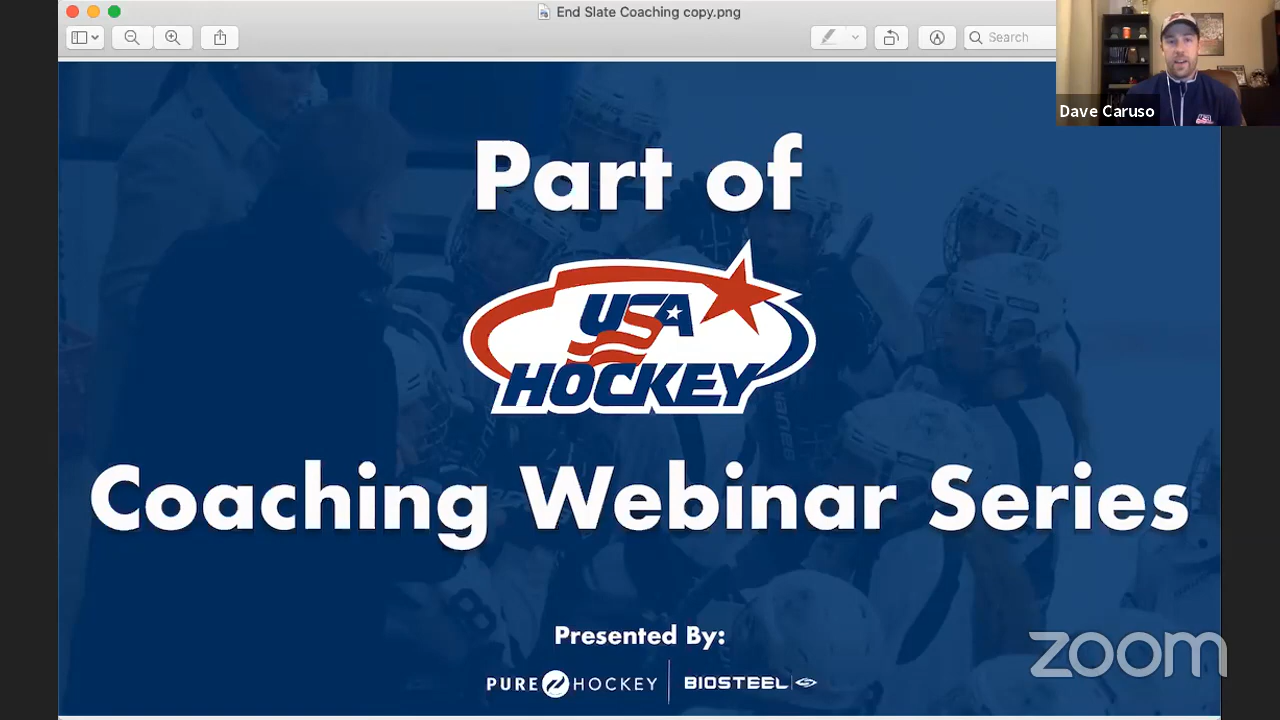 End Slate Coaching copy.png
Search
Dave Caruso
Part of
USA
HOCKEY
Coaching Webinar Series
Presented By:
PURE HOCKEY | BIOSTEEL
zoom